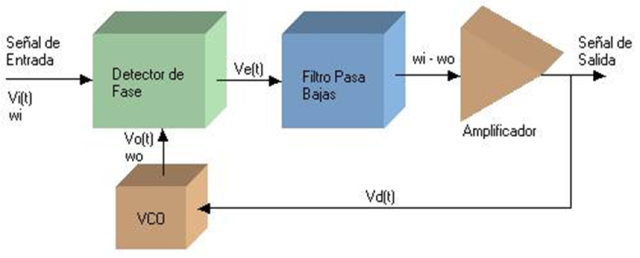 Señal de
Entrada
Vi(t)
wi
Detector de
Fase
Ve(t)
Filtro Pasa
Bajas
wi - wo
Amplificador
Señal de
Salida
Vo(t)
wo
VCO
Vd(t)